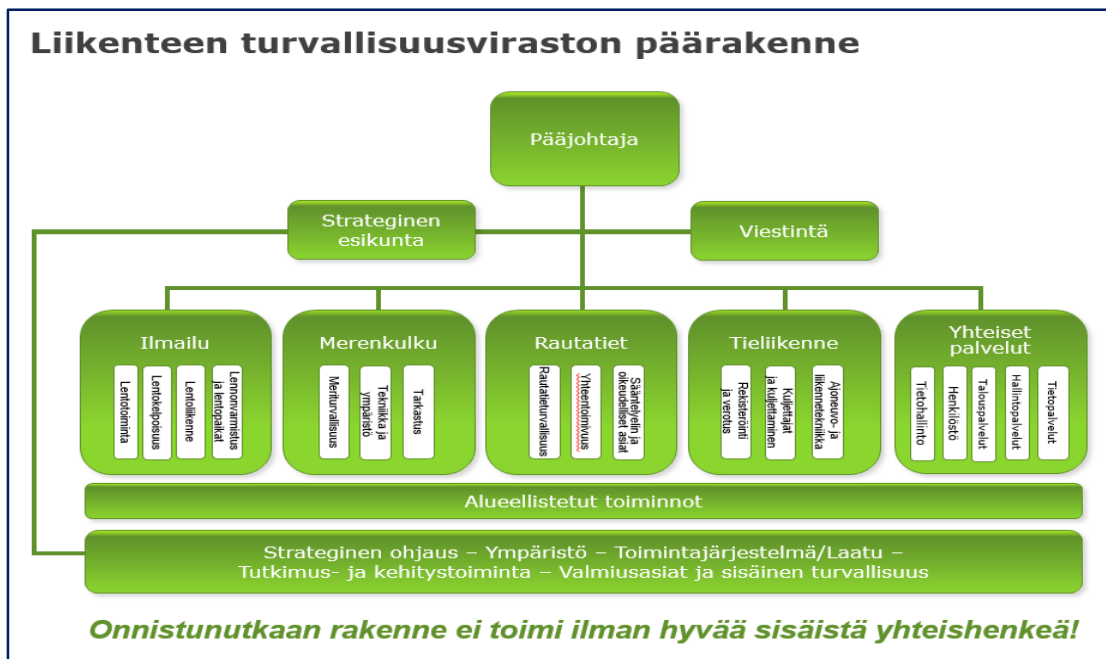 Liikenteen turvallisuusviraston päärakenne
Pääjohtaja
Strateginen
esikunta
Viestintä
Ilmailu
Lentotoiminta
Lentokelpoisuus
Lentoliikenne
Lennonvarmistus
ja lentopaikat
Merenkulku
Meriturvallisuus
Tekniikka ja
ympäristö
Tarkastus
Rautatiet
Rautatieturvallisuus
Yhteentoimivuus
Sääntelyelin ja
oikeudelliset asiat
Tieliikenne
Rekisteröinti
ja verotus
Kuljettajat
ja kuljettaminen
Ajoneuvo- ja
liikennetekniikka
Yhteiset
palvelut
Tietohallinto
Henkilöstö
Talouspalvelut
Hallintopalvelut
Tietopalvelut
Alueellistetut toiminnot
Strateginen ohjaus – Ympäristö – Toimintajärjestelmä/Laatu –
Tutkimus- ja kehitystoiminta – Valmiusasiat ja sisäinen turvallisuus
Onnistunutkaan rakenne ei toimi ilman hyvää sisäistä yhteishenkeä!